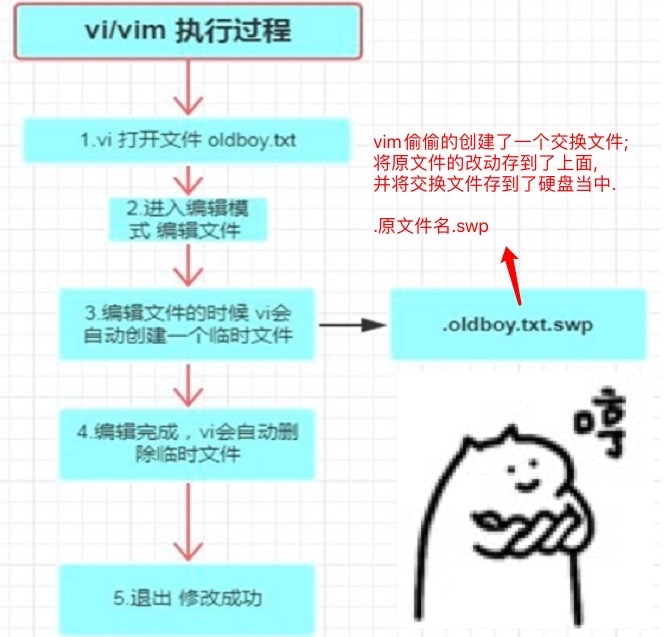 vi/vim 执行过程
1.vi 打开文件 oldboy.txt
vim偷偷的创建了一个交换文件;
将原文件的改动存到了上面,
并将交换文件存到了硬盘当中.
.原文件名.swp
2.进入编辑模
式 编辑文件
3.编辑文件的时候 vi会
自动创建一个临时文件
.oldboy.txt.swp
4.编辑完成，vi会自动删
除临时文件
哼
5.退出 修改成功